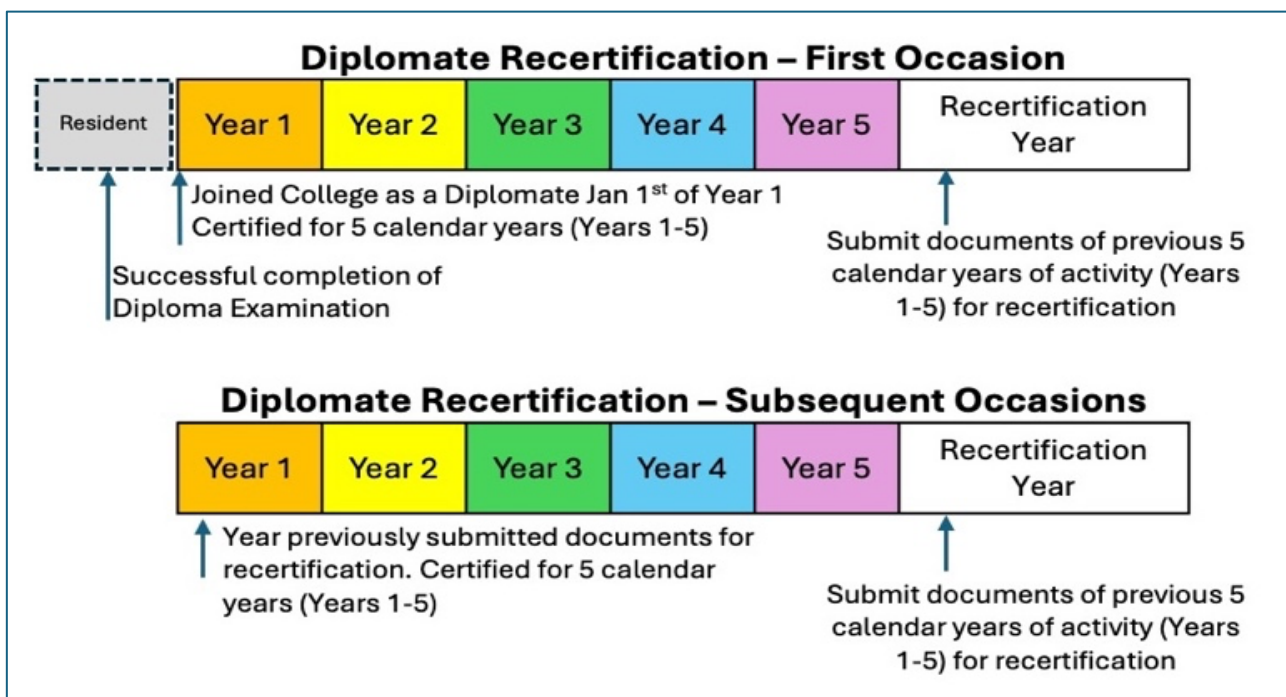 Diplomate Recertification – First Occasion
Resident
Year 1
Year 2
Year 3
Year 4
Year 5
Recertification
Year
Joined College as a Diplomate Jan 1st of Year 1
Certified for 5 calendar years (Years 1-5)
Successful completion of
Diploma Examination
Submit documents of previous 5
calendar years of activity (Years
1-5) for recertification
Diplomate Recertification – Subsequent Occasions
Year 1
Year 2
Year 3
Year 4
Year 5
Recertification
Year
Year previously submitted documents for
recertification. Certified for 5 calendar
years (Years 1-5)
Submit documents of previous 5
calendar years of activity (Years
1-5) for recertification